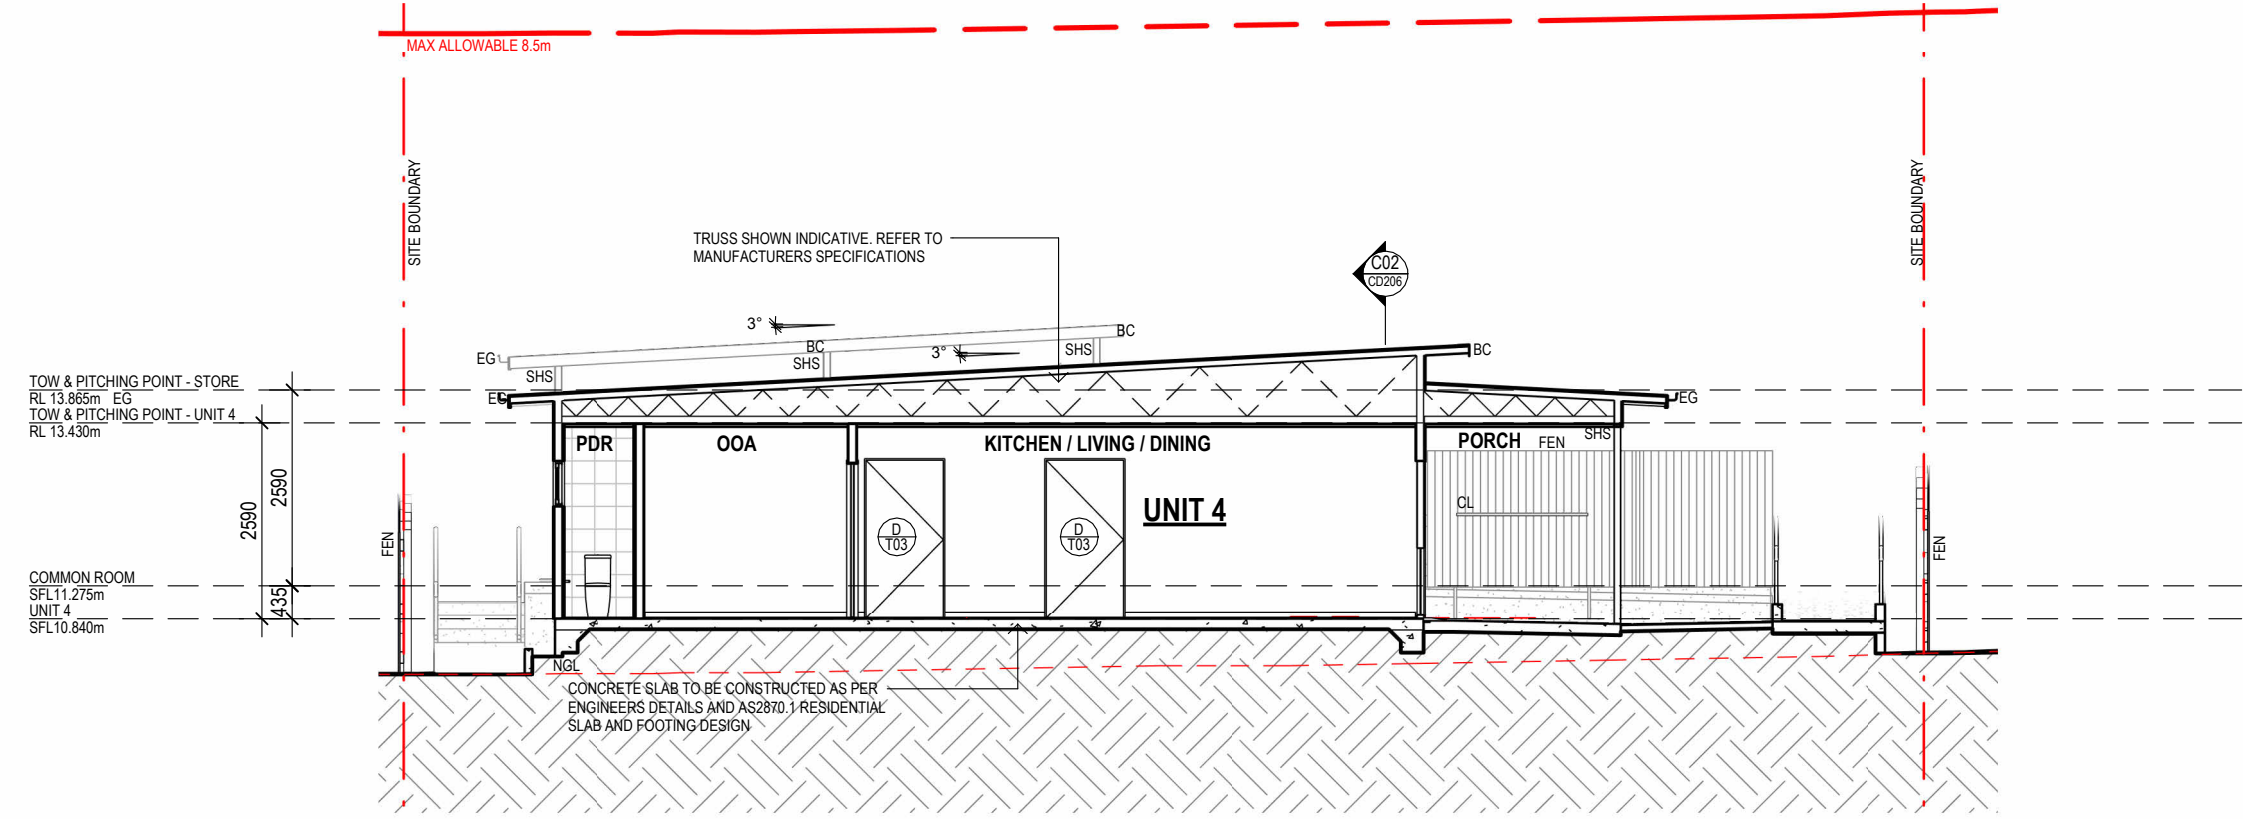 MAX ALLOWABLE 8.5m
SITE BOUNDARY
SITE BOUNDARY
TRUSS SHOWN INDICATIVE. REFER TO
MANUFACTURERS SPECIFICATIONS
C02
CD206
3°
BC
EG
BC
SHS
3°
SHS
BC
SHS
TOW & PITCHING POINT - STORE
RL 13.865m EG
EG
EG
TOW & PITCHING POINT - UNIT 4
RL 13.430m
PDR
OOA
KITCHEN / LIVING / DINING
PORCH
FEN
SHS
2590
2590
UNIT 4
CL
D
T03
D
T03
FEN
FEN
COMMON ROOM
SFL11.275m
UNIT 4
SFL10.840m
435
NGL
CONCRETE SLAB TO BE CONSTRUCTED AS PER
ENGINEERS DETAILS AND AS2870.1 RESIDENTIAL
SLAB AND FOOTING DESIGN